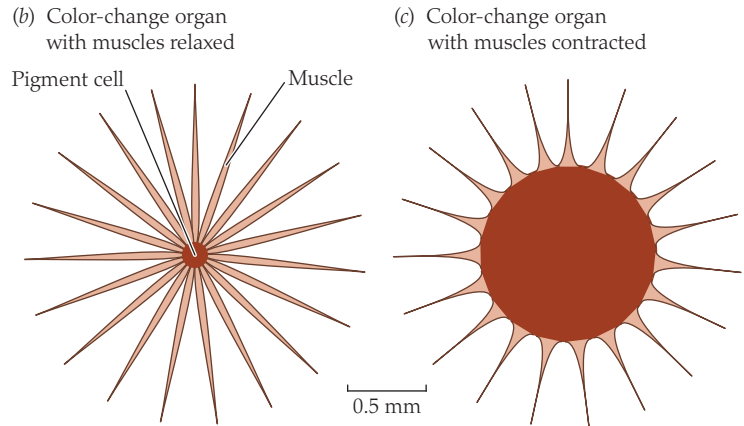 (b) Color-change organ
with muscles relaxed
Pigment cell
Muscle
(c) Color-change organ
with muscles contracted
0.5 mm